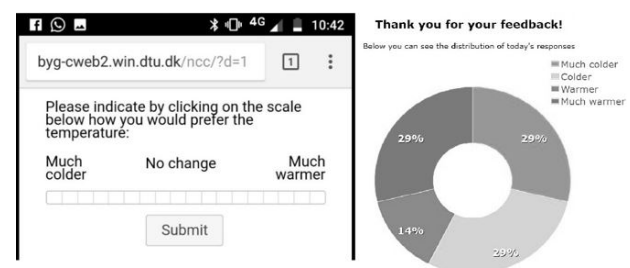 4G 10:42
byg-cweb2.win.dtu.dk/ncc/?d=1
1
Please indicate by clicking on the scale
below how you would prefer the
temperature:
Much
colder
No change
Much
warmer
Submit
Thank you for your feedback!
Below you can see the distribution of today's responses
Much colder
Colder
Warmer
Much warmer
29%
29%
14%
29%